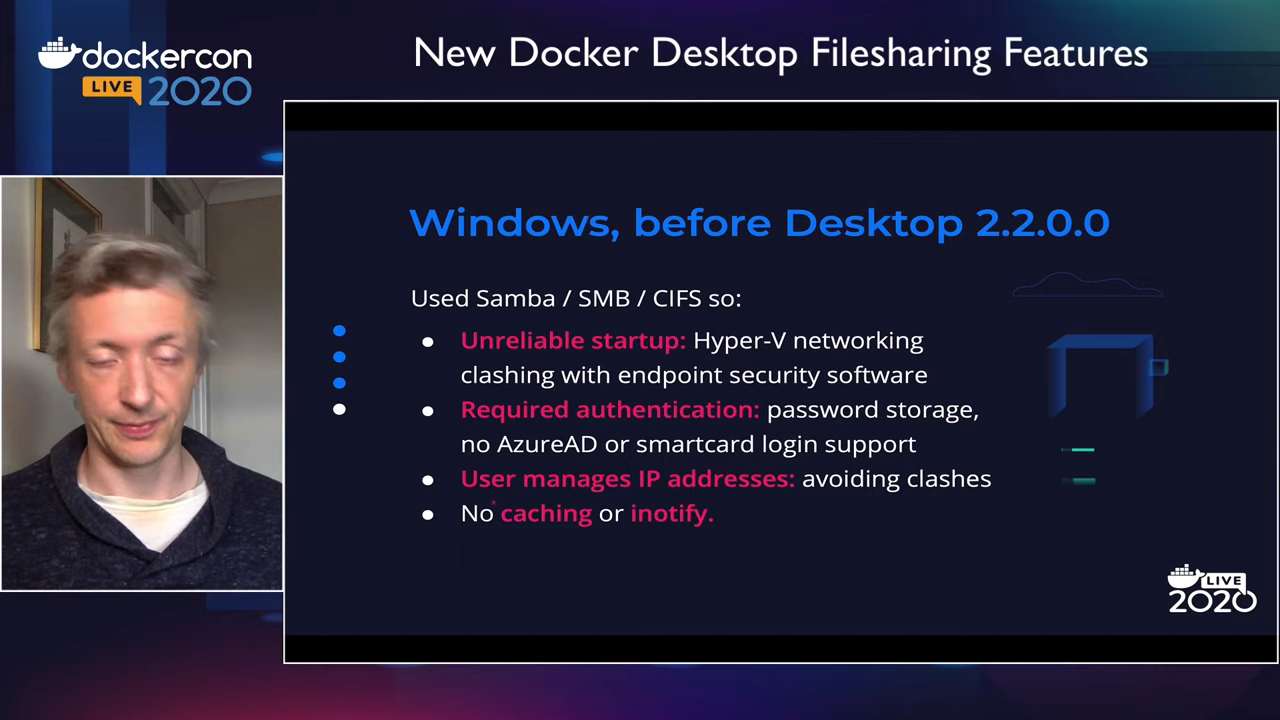 dockercon
LIVE 2020
New Docker Desktop Filesharing Features
Windows, before Desktop 2.2.0.0
Used Samba / SMB / CIFS so:
● Unreliable startup: Hyper-V networking
clashing with endpoint security software
● Required authentication: password storage,
no AzureAD or smartcard login support
● User manages IP addresses: avoiding clashes
● No caching or inotify.
LIVE
2020